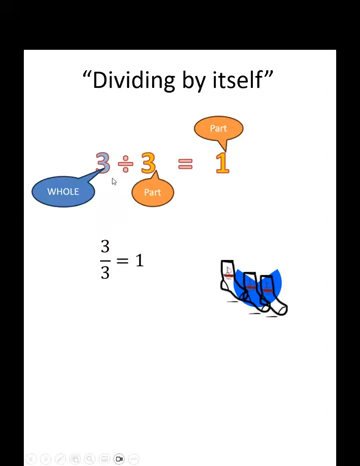 “Dividing by itself”
Part
3 ÷ 3 = 1
WHOLE
Part
3
3 = 1